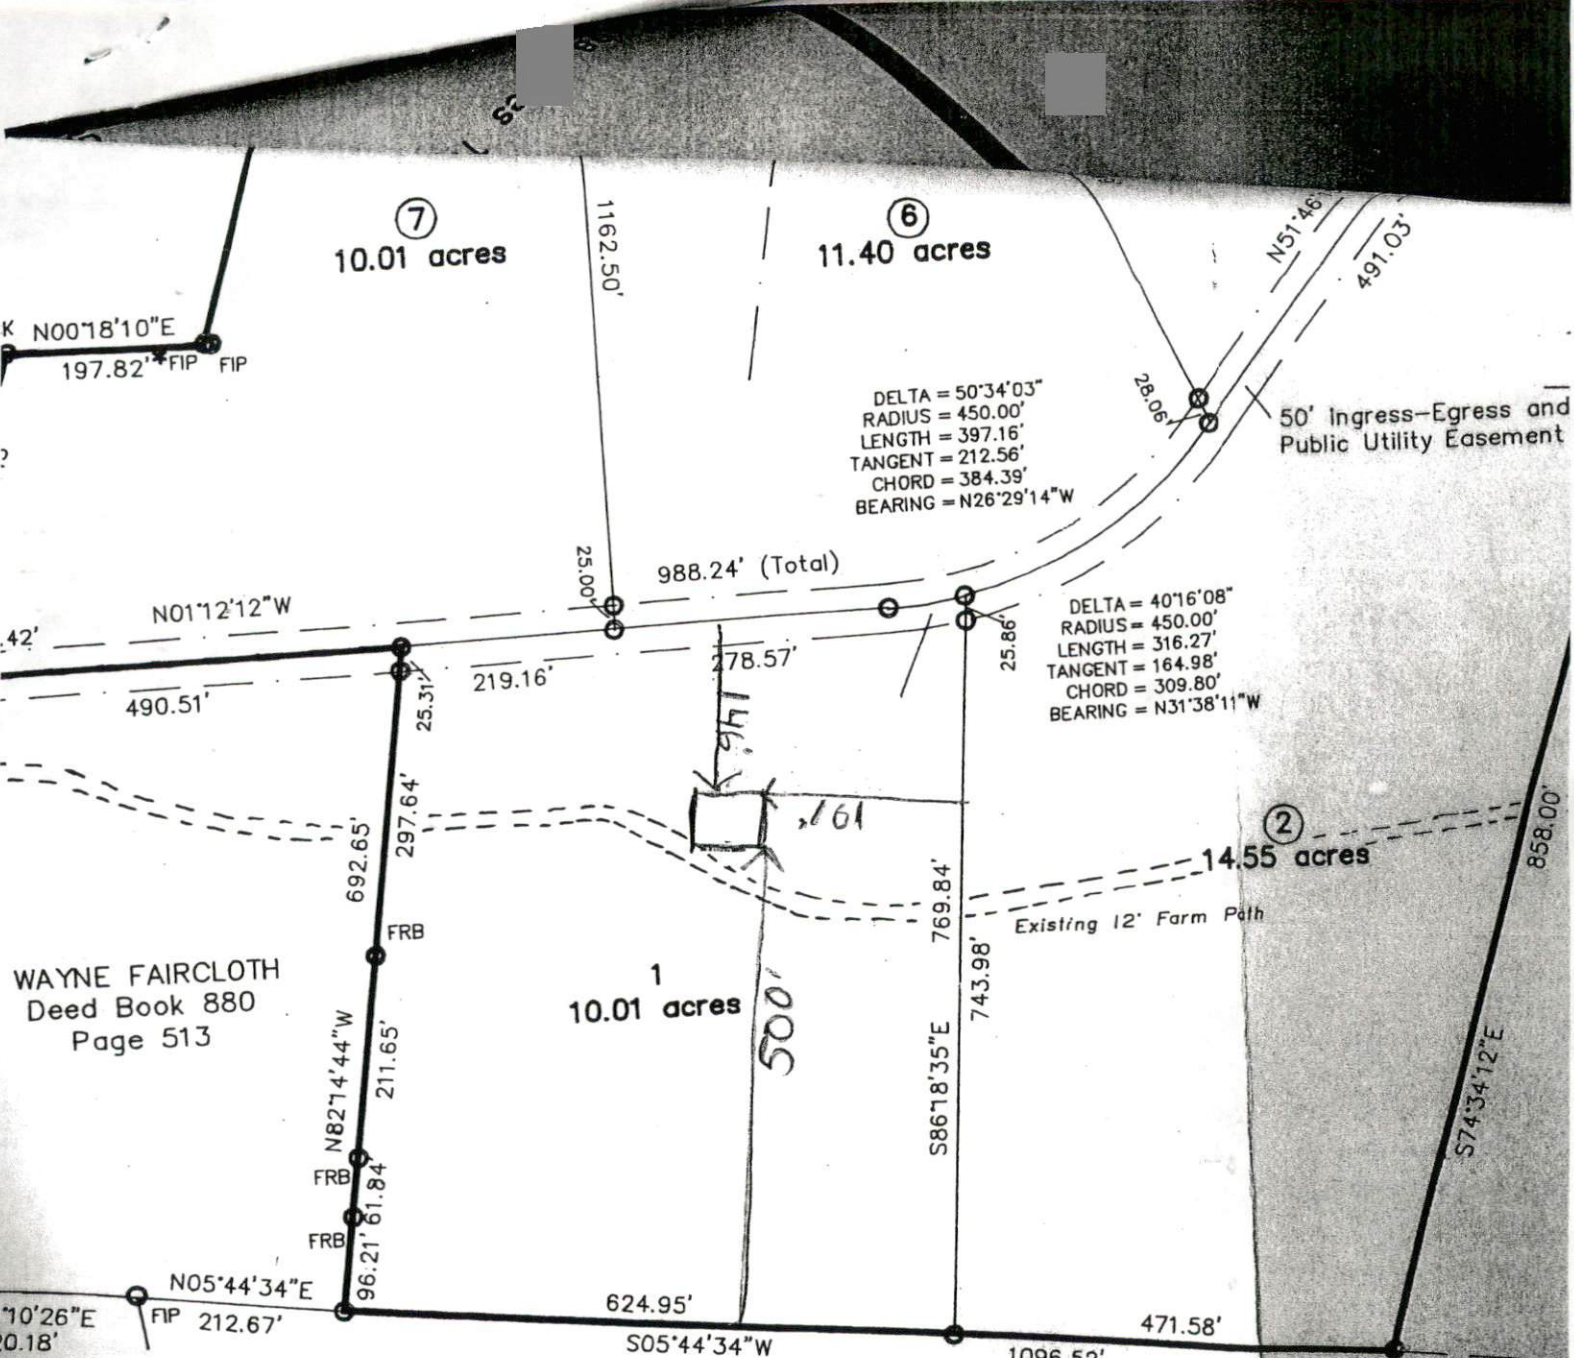 7
10.01 acres
1162.50'
6
11.40 acres
N51°46'
491.03'
K N00°18'10"E
197.82'
FIP
FIP
DELTA = 50°34'03"
RADIUS = 450.00'
LENGTH = 397.16'
TANGENT = 212.56'
CHORD = 384.39'
BEARING = N26°29'14"W
28.06'
50' Ingress-Egress and
Public Utility Easement
25.00'
988.24' (Total)
N01°12'12"W
.42'
490.51'
25.31'
219.16'
278.57'
25.86'
DELTA = 40°16'08"
RADIUS = 450.00'
LENGTH = 316.27'
TANGENT = 164.98'
CHORD = 309.80'
BEARING = N31°38'11"W
146'
191'
2
14.55 acres
858.00'
692.65'
297.64'
769.84'
743.98'
Existing 12' Farm Path
FRB
WAYNE FAIRCLOTH
Deed Book 880
Page 513
1
10.01 acres
500'
N82°14'44"W
211.65'
S86°18'35"E
S74°34'12"E
FRB
61.84'
FRB
96.21'
N05°44'34"E
FIP
212.67'
°10'26"E
0.18'
624.95'
S05°44'34"W
471.58'
1096.52'